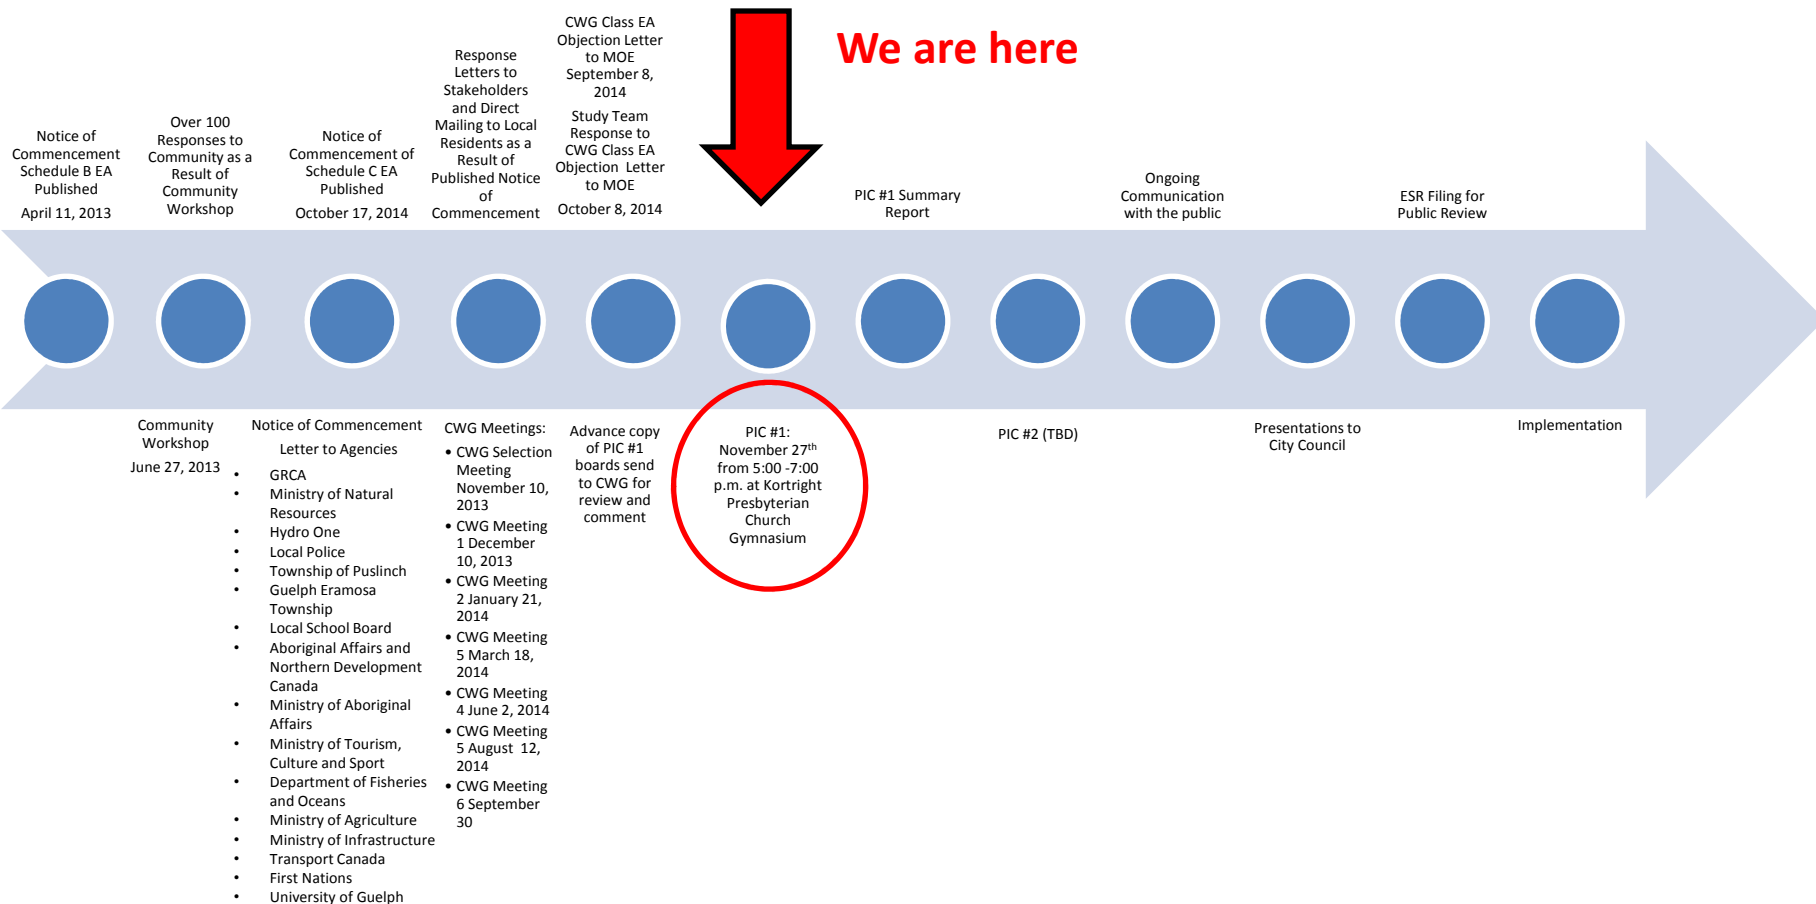 We are here
Notice of
Commencement
Schedule B EA
Published
April 11, 2013
Over 100
Responses to
Community as a
Result of
Community
Workshop
Notice of
Commencement of
Schedule C EA
Published
October 17, 2014
Response
Letters to
Stakeholders
and Direct
Mailing to Local
Residents as a
Result of
Published Notice
of
Commencement
CWG Class EA
Objection Letter
to MOE
September 8,
2014
Study Team
Response to
CWG Class EA
Objection Letter
to MOE
October 8, 2014
PIC #1 Summary
Report
Ongoing
Communication
with the public
ESR Filing for
Public Review
Community
Workshop
June 27, 2013
Notice of Commencement
Letter to Agencies
• GRCA
• Ministry of Natural
Resources
• Hydro One
• Local Police
• Township of Puslinch
• Guelph Eramosa
Township
• Local School Board
• Aboriginal Affairs and
Northern Development
Canada
• Ministry of Aboriginal
Affairs
• Ministry of Tourism,
Culture and Sport
• Department of Fisheries
and Oceans
• Ministry of Agriculture
• Ministry of Infrastructure
• Transport Canada
• First Nations
• University of Guelph
CWG Meetings:
• CWG Selection
Meeting
November 10,
2013
• CWG Meeting
1 December
10, 2013
• CWG Meeting
2 January 21,
2014
• CWG Meeting
5 March 18,
2014
• CWG Meeting
4 June 2, 2014
• CWG Meeting
5 August 12,
2014
• CWG Meeting
6 September
30
Advance copy
of PIC #1
boards send
to CWG for
review and
comment
PIC #1:
November 27th
from 5:00 -7:00
p.m. at Kortright
Presbyterian
Church
Gymnasium
PIC #2 (TBD)
Presentations to
City Council
Implementation